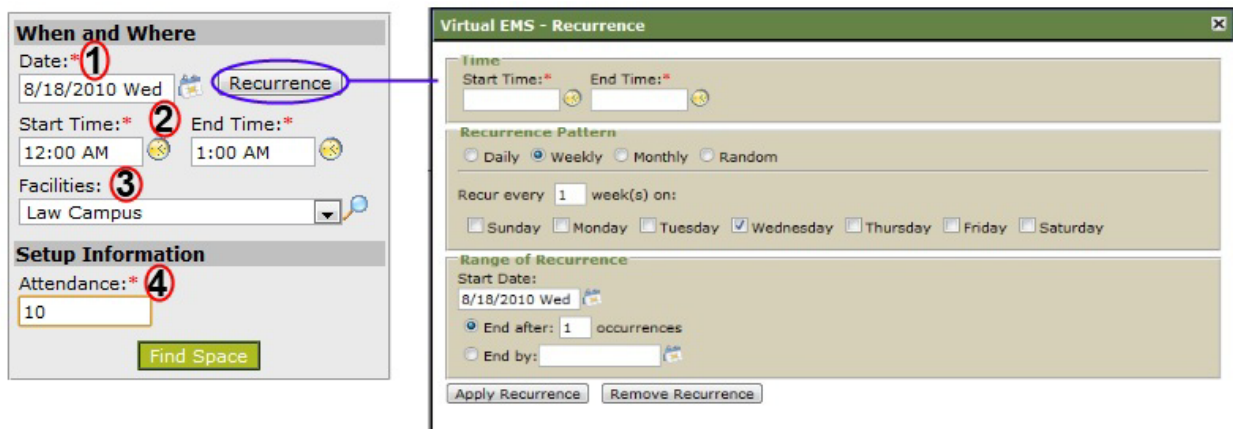 When and Where
Date:* 1
8/18/2010 Wed Recurrence
Start Time:* 2 End Time:*
12:00 AM 1:00 AM
Facilities: 3
Law Campus
Setup Information
Attendance:* 4
10
Find Space
Virtual EMS - Recurrence
Time
Start Time:* End Time:*
Recurrence Pattern
Daily Weekly Monthly Random
Recur every 1 week(s) on:
Sunday Monday Tuesday Wednesday Thursday Friday Saturday
Range of Recurrence
Start Date:
8/18/2010 Wed
End after: 1 occurrences
End by:
Apply Recurrence Remove Recurrence